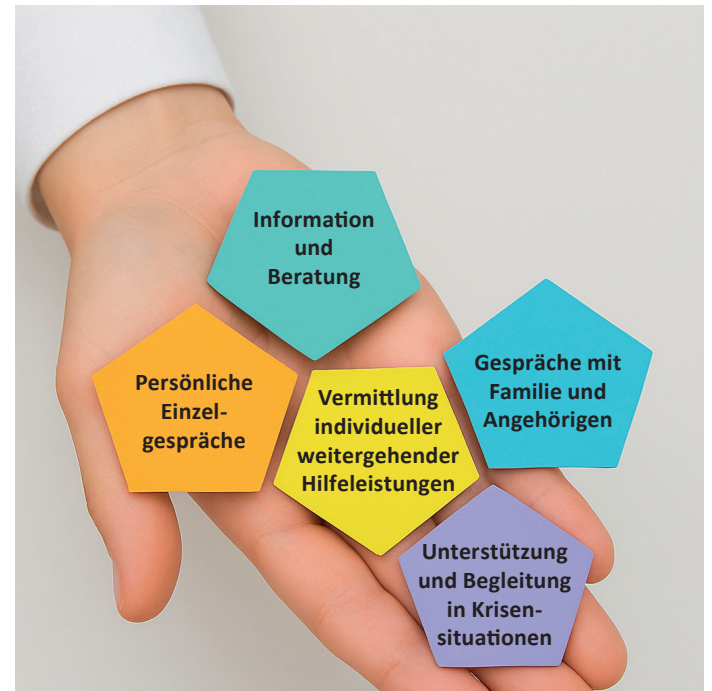 Information
und
Beratung
Persönliche
Einzel-
gespräche
Vermittlung
individueller
weitergehender
Hilfeleistungen
Gespräche mit
Familie und
Angehörigen
Unterstützung
und Begleitung
in Krisen-
situationen